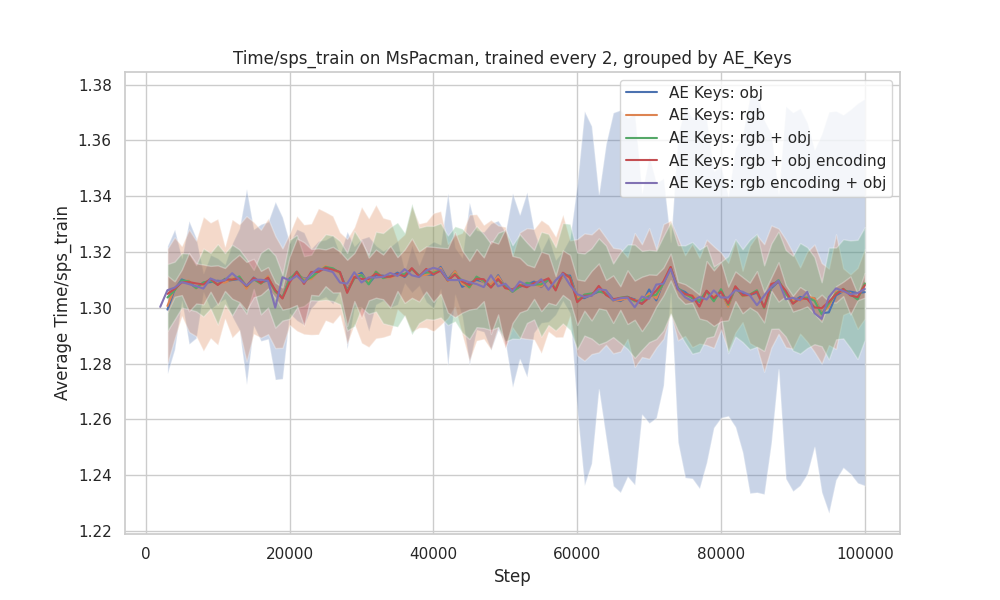 Time/sps_train on MsPacman, trained every 2, grouped by AE_Keys
1.38
1.36
1.34
1.32
1.30
1.28
1.26
1.24
1.22
Average Time/sps_train
AE Keys: obj
AE Keys: rgb
AE Keys: rgb + obj
AE Keys: rgb + obj encoding
AE Keys: rgb encoding + obj
0 20000 40000 60000 80000 100000
Step